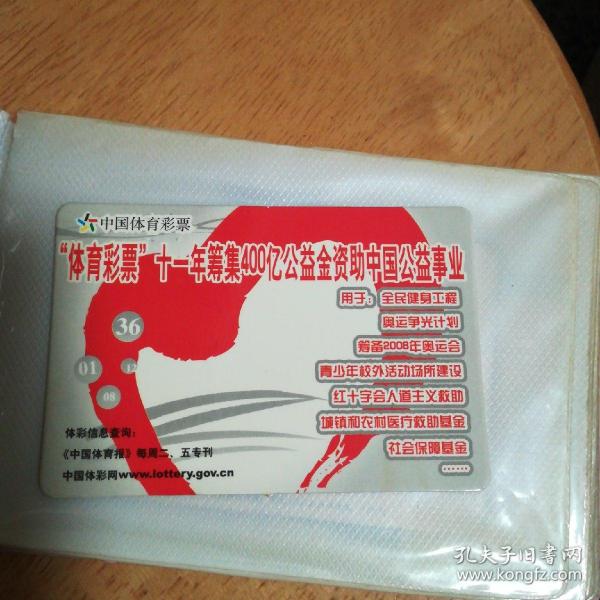 中国体育彩票
“体育彩票”十一年筹集400亿公益金资助中国公益事业
用于：全民健身工程
奥运争光计划
筹备2008年奥运会
青少年校外活动场所建设
红十字会人道主义救助
城镇和农村医疗救助基金
社会保障基金
……
36
01
12
08
体彩信息查询：
《中国体育报》每周二、五专刊
中国体彩网www.lottery.gov.cn
孔夫子旧书网
www.kongfz.com